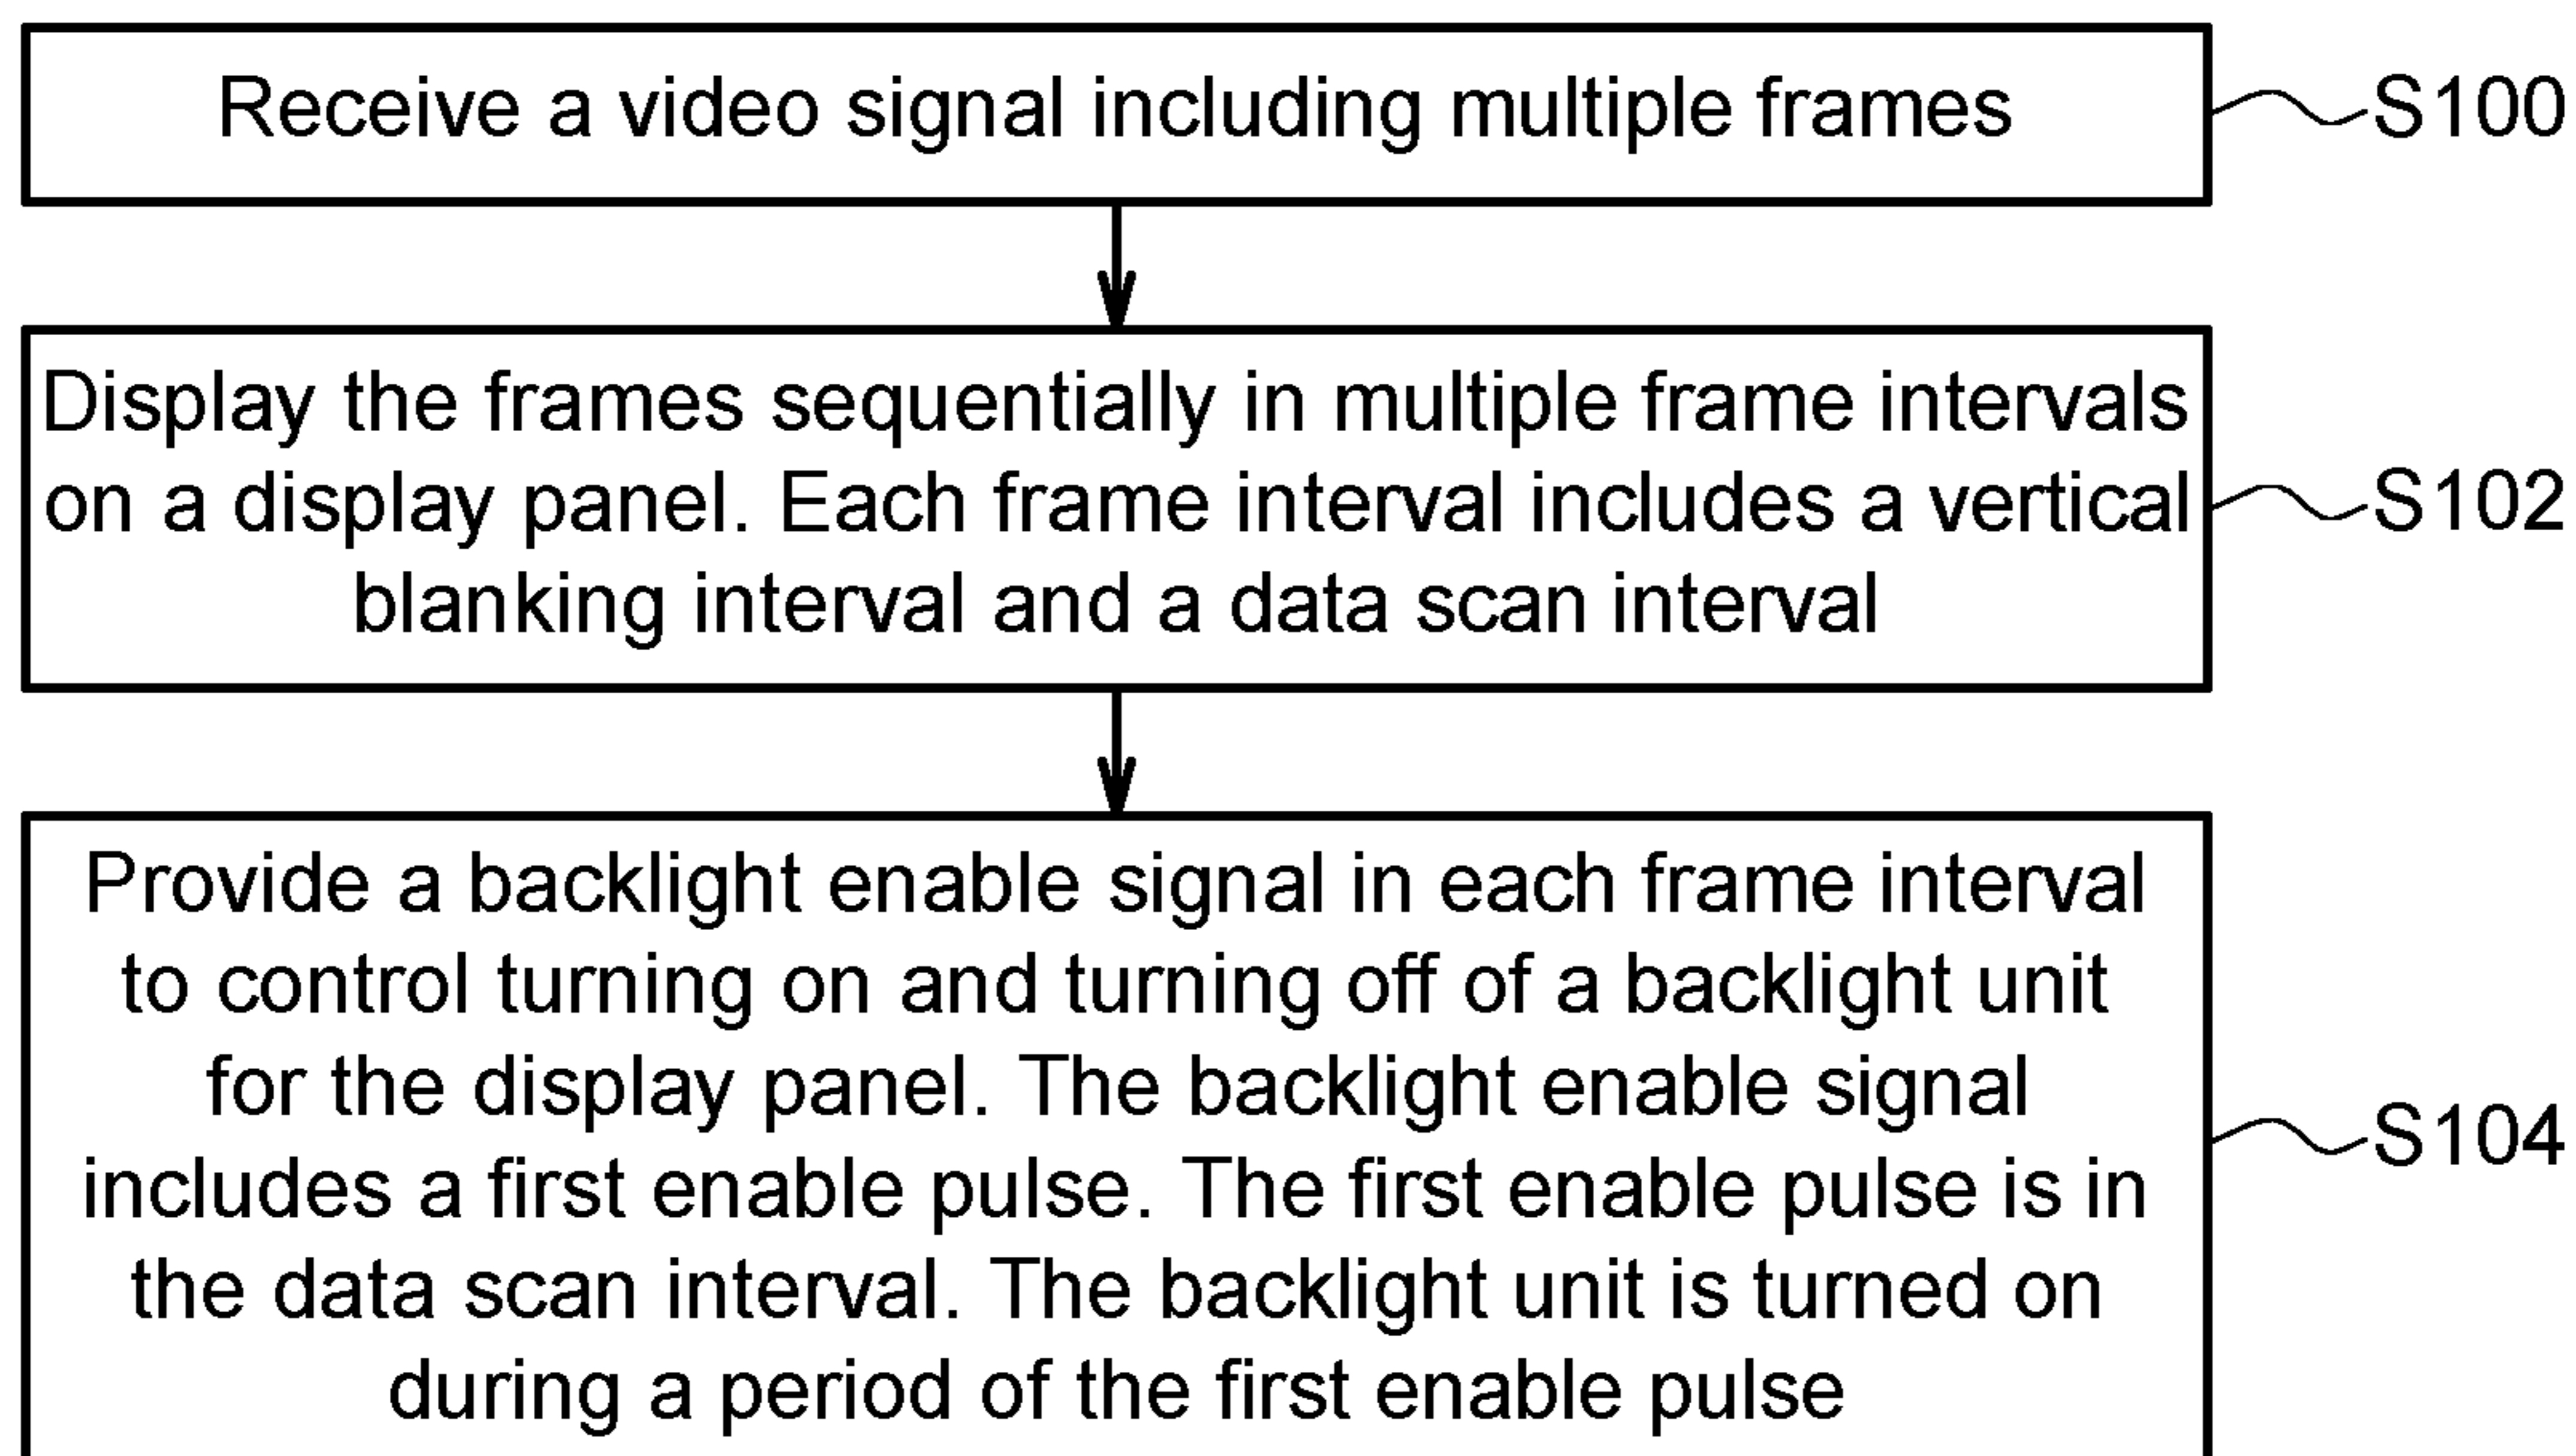 Receive a video signal including multiple frames
S100
Display the frames sequentially in multiple frame intervals
on a display panel. Each frame interval includes a vertical
blanking interval and a data scan interval
S102
Provide a backlight enable signal in each frame interval
to control turning on and turning off of a backlight unit
for the display panel. The backlight enable signal
includes a first enable pulse. The first enable pulse is in
the data scan interval. The backlight unit is turned on
during a period of the first enable pulse
S104